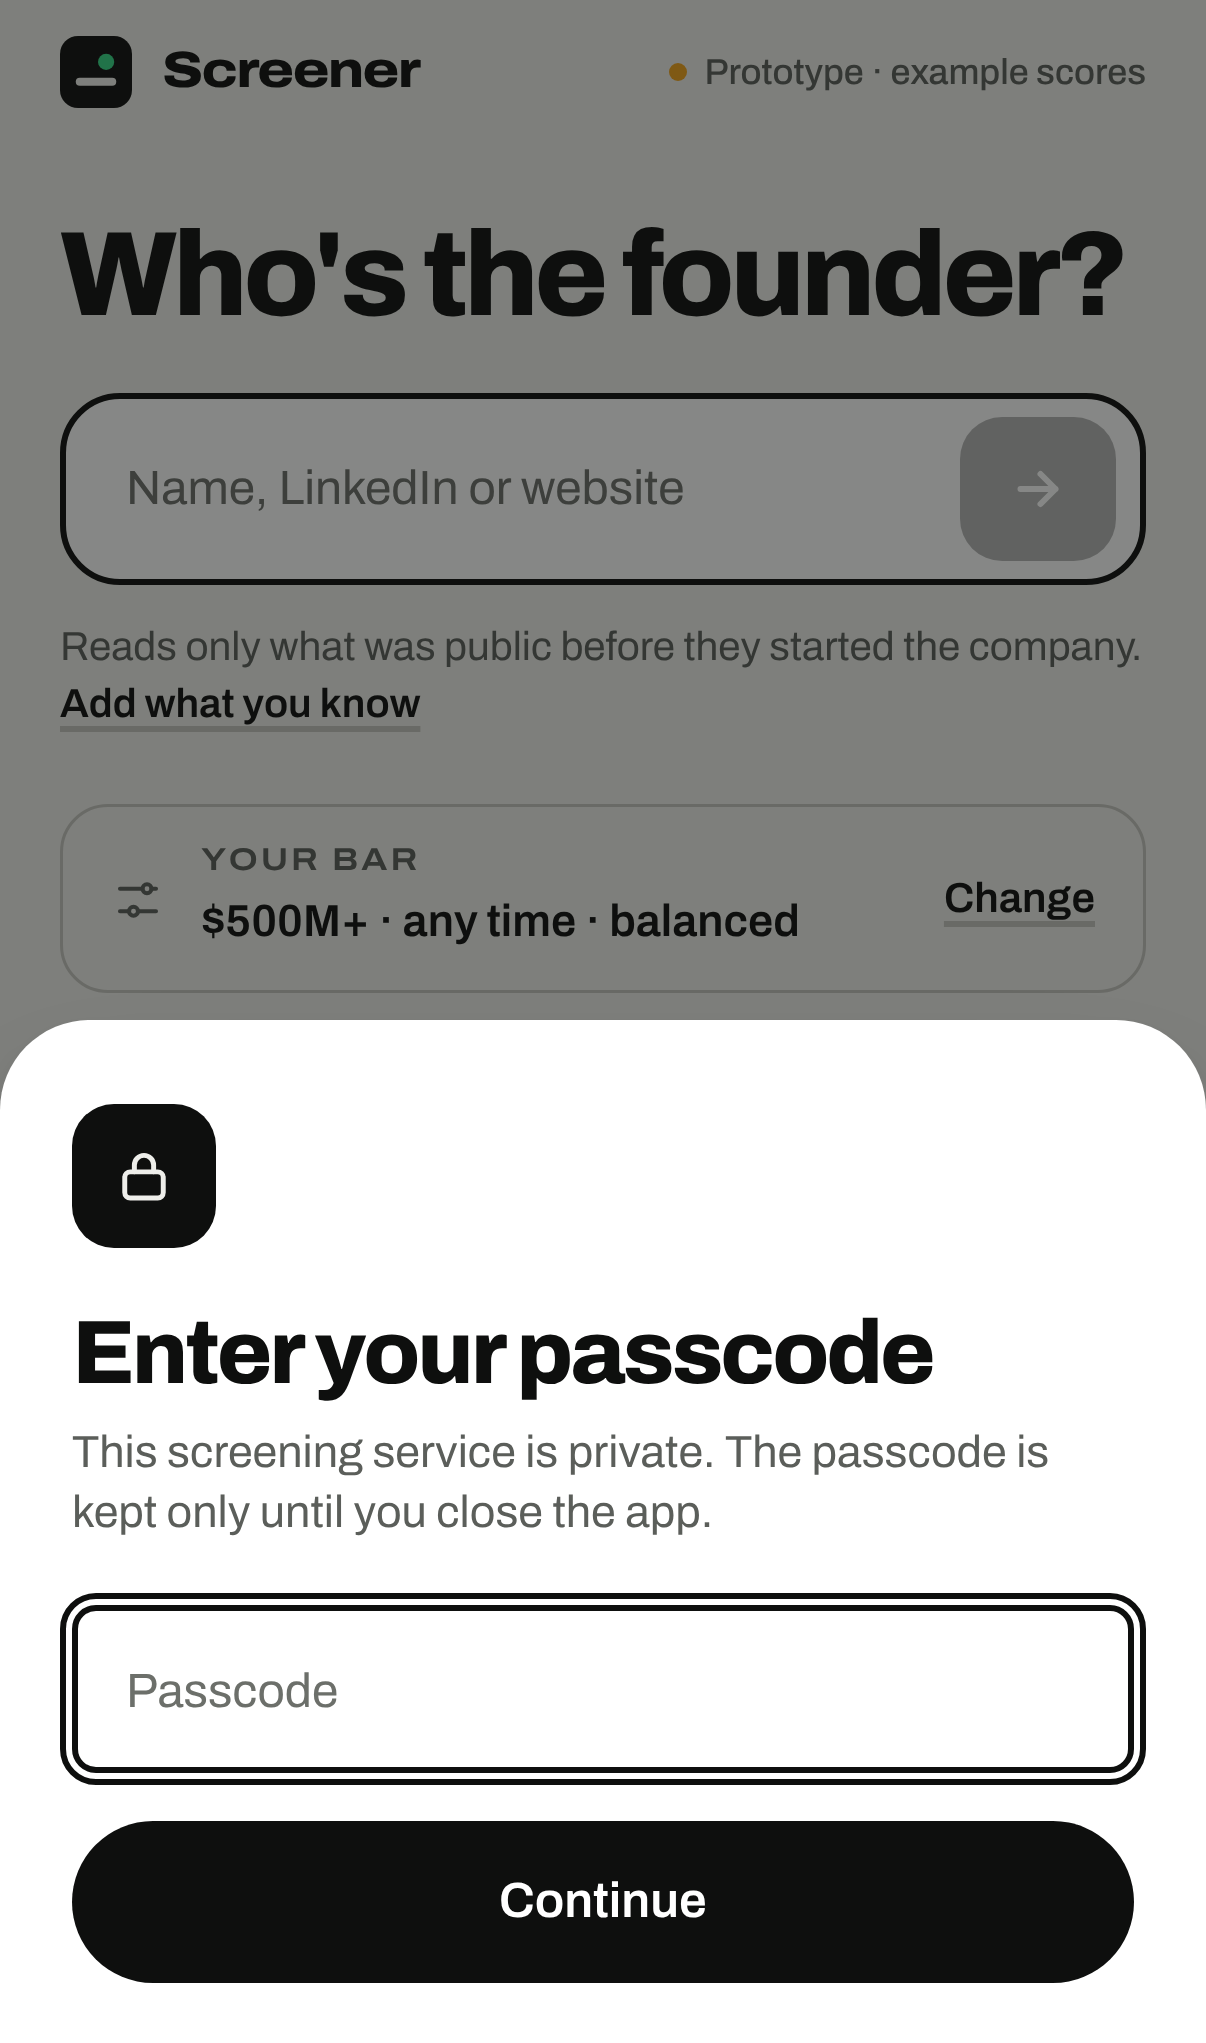 Screener
Prototype · example scores
Who's the founder?
Name, LinkedIn or website
Reads only what was public before they started the company.
Add what you know
YOUR BAR
$500M+ · any time · balanced
Change
Enter your passcode
This screening service is private. The passcode is
kept only until you close the app.
Passcode
Continue